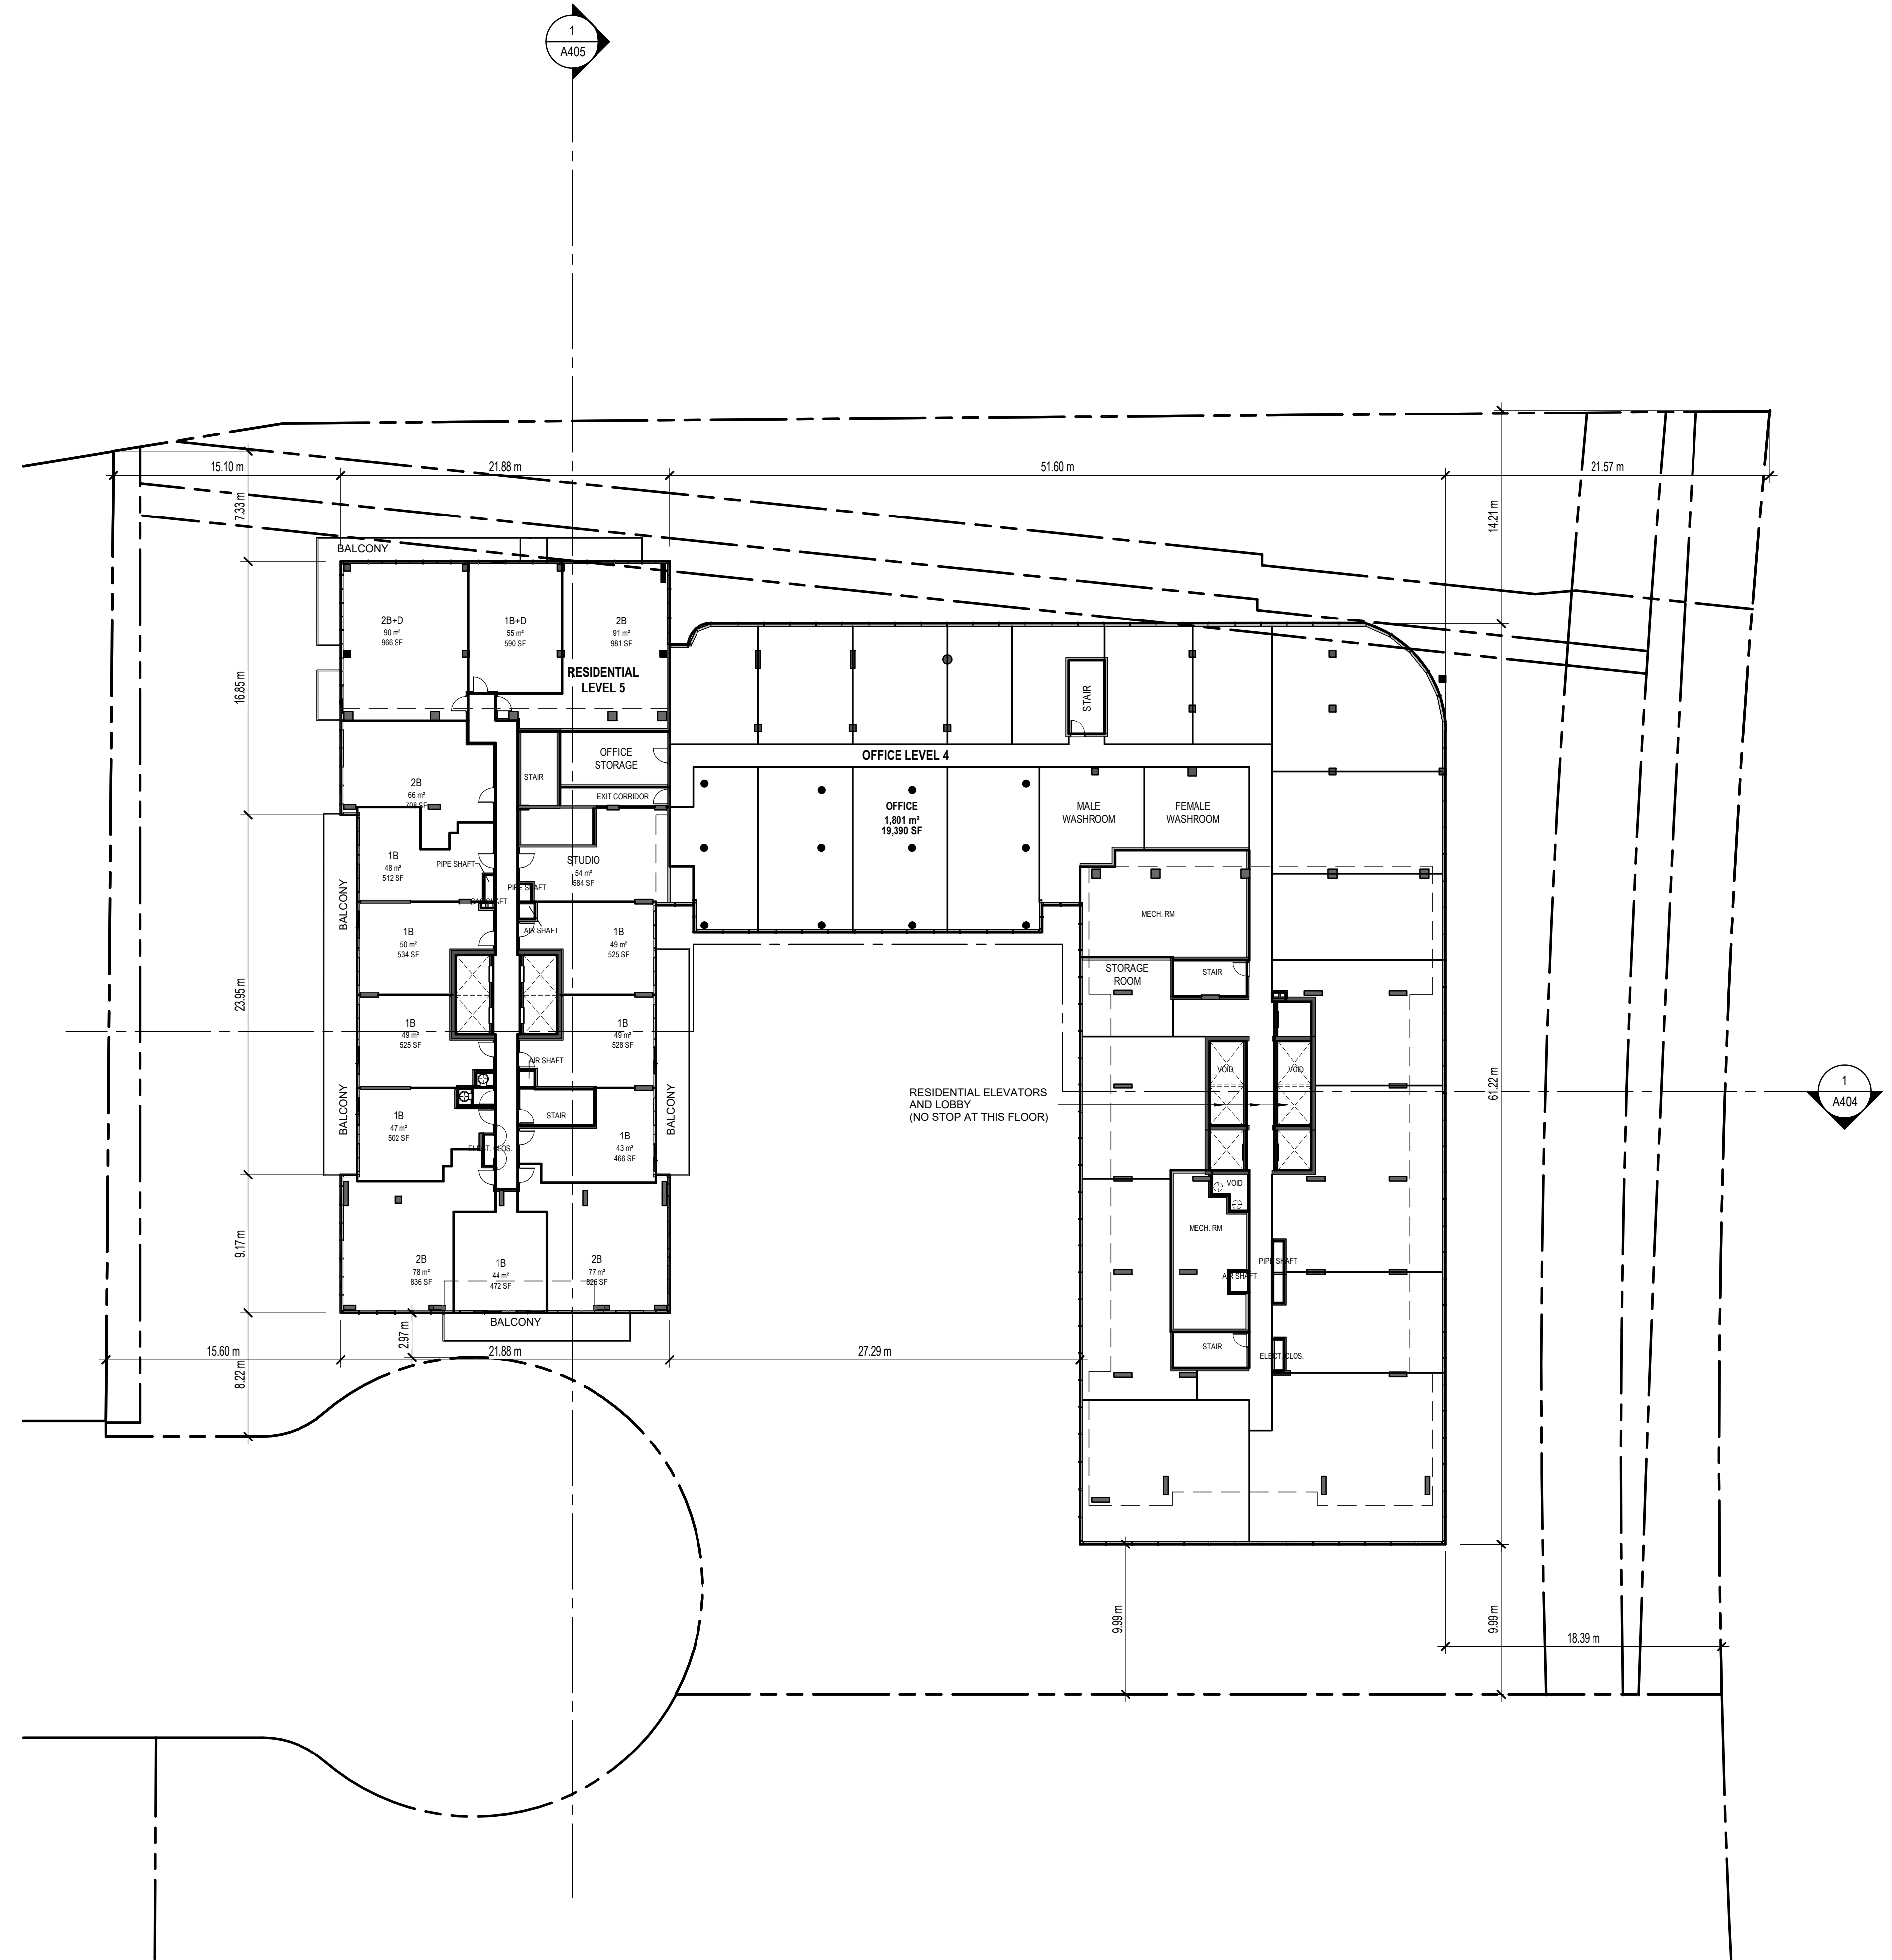 1
A405
15.10 m
21.88 m
51.60 m
21.57 m
7.33 m
14.21 m
BALCONY
2B+D
90 m²
966 SF
1B+D
55 m²
590 SF
2B
91 m²
981 SF
RESIDENTIAL
LEVEL 5
16.85 m
STAIR
OFFICE
STORAGE
STAIR
EXIT CORRIDOR
OFFICE LEVEL 4
2B
66 m²
708 SF
OFFICE
1,801 m²
19,390 SF
MALE
WASHROOM
FEMALE
WASHROOM
1B
48 m²
512 SF
PIPE SHAFT
STUDIO
54 m²
584 SF
PIPE SHAFT
BALCONY
MECH. RM
1B
50 m²
534 SF
AIR SHAFT
1B
49 m²
525 SF
STORAGE
ROOM
STAIR
23.95 m
1B
49 m²
525 SF
1B
49 m²
528 SF
AIR SHAFT
VOID
VOID
61.22 m
1
A404
RESIDENTIAL ELEVATORS
AND LOBBY
(NO STOP AT THIS FLOOR)
BALCONY
BALCONY
1B
47 m²
502 SF
STAIR
1B
43 m²
466 SF
ELECT. CLOS.
VOID
MECH. RM
9.17 m
2B
78 m²
836 SF
1B
44 m²
472 SF
2B
77 m²
826 SF
PIPE SHAFT
AIR SHAFT
BALCONY
2.97 m
STAIR
ELECT. CLOS.
15.60 m
21.88 m
27.29 m
8.22 m
9.99 m
9.99 m
18.39 m